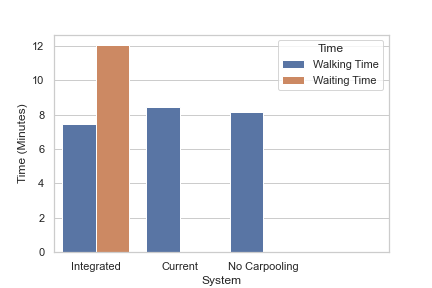 Time
Walking Time
Waiting Time
12
10
8
6
4
2
0
Time (Minutes)
Integrated
Current
No Carpooling
System